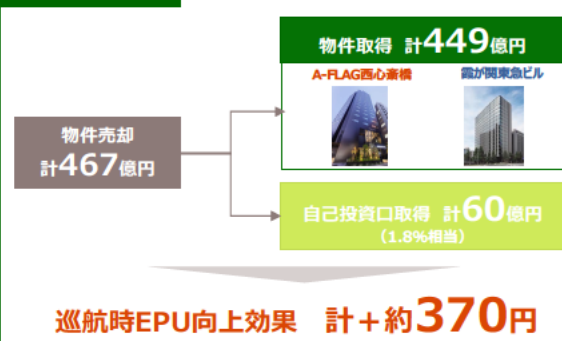 物件取得 計449億円
A-FLAG西心斎橋
霞が関東急ビル
物件売却
計467億円
自己投資口取得 計60億円
（1.8%相当）
巡航時EPU向上効果 計＋約370円